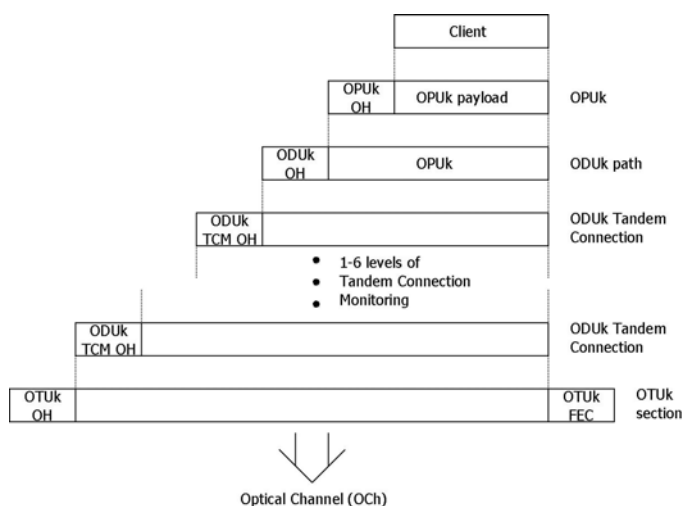 Client
OPUk
OH
OPUk payload
OPUk
ODUk
OH
OPUk
ODUk path
ODUk
TCM OH
ODUk Tandem
Connection
• 1-6 levels of
• Tandem Connection
• Monitoring
ODUk
TCM OH
ODUk Tandem
Connection
OTUk
OH
OTUk
FEC
OTUk
section
Optical Channel (OCh)